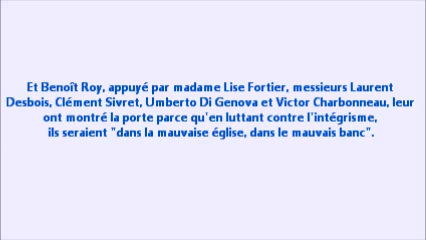 Et Benoît Roy, appuyé par madame Lise Fortier, messieurs Laurent
Desbois, Clément Sivret, Umberto Di Genova et Victor Charbonneau, leur
ont montré la porte parce qu'en luttant contre l'intégrisme,
ils seraient "dans la mauvaise église, dans le mauvais banc".